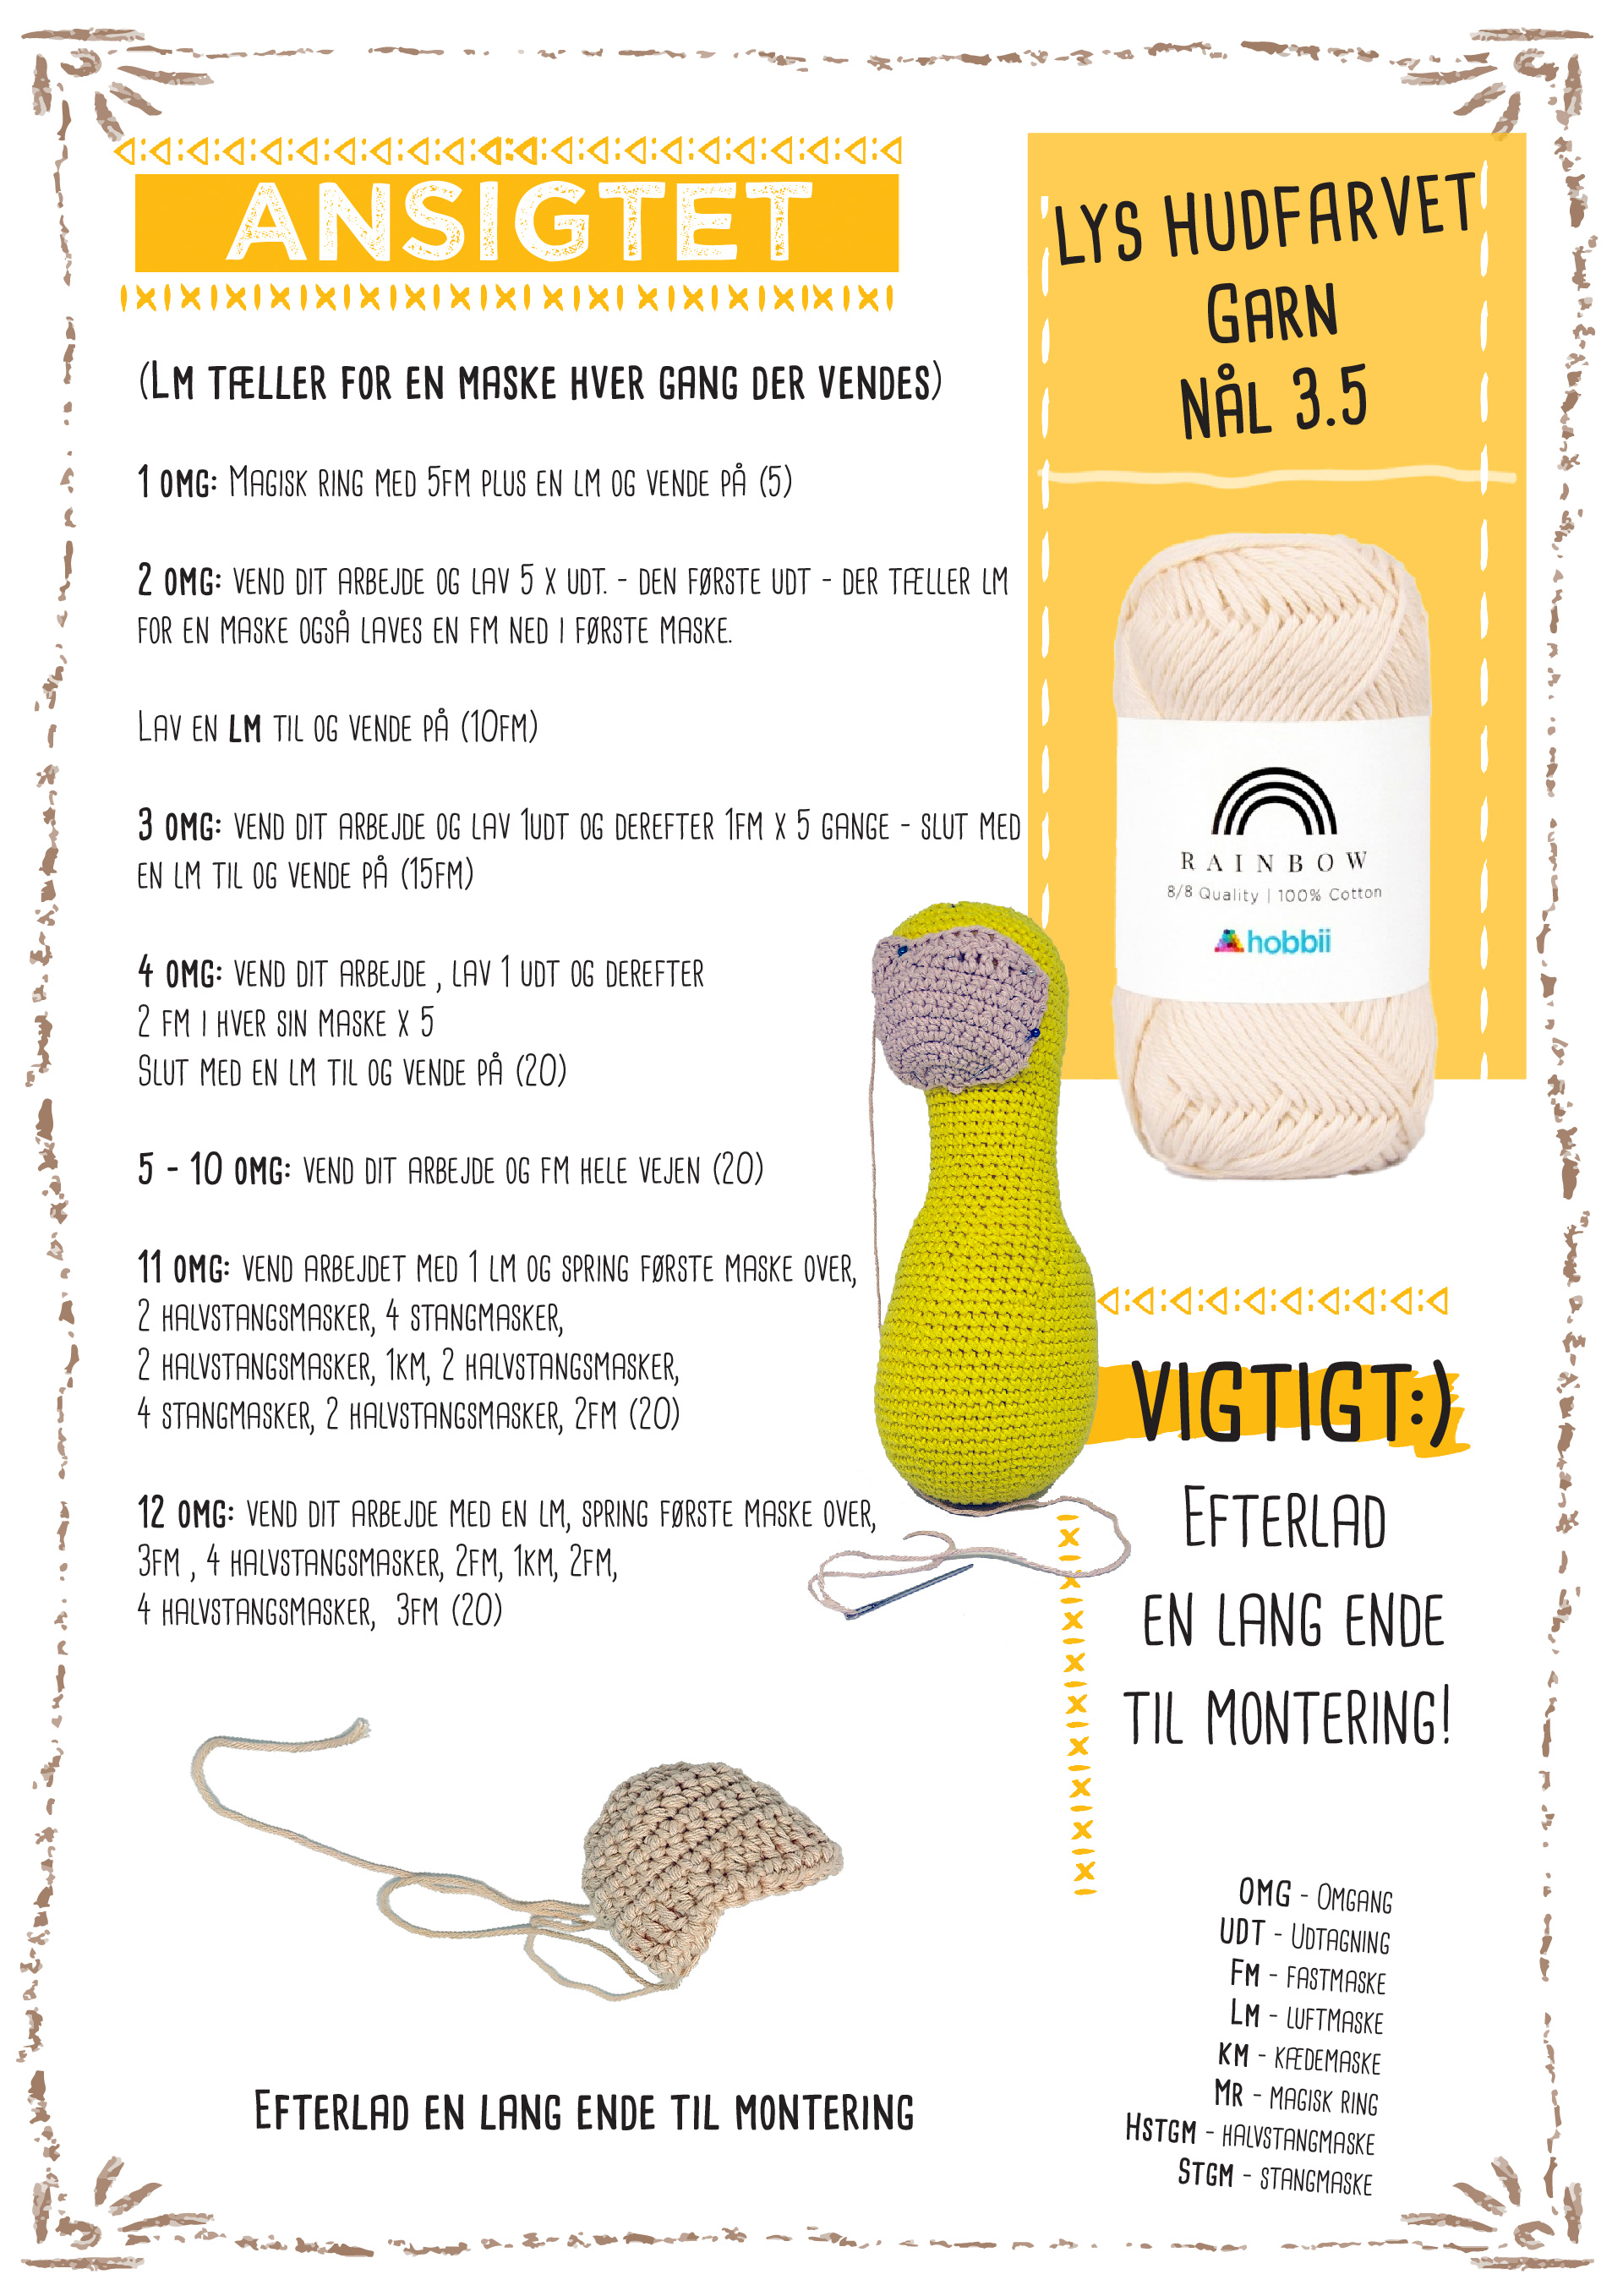 ANSIGTET
(Lm tæller for en maske hver gang der vendes)
1 omg: Magisk ring med 5fm plus en lm og vende på (5)
2 omg: vend dit arbejde og lav 5 x udt. - den første udt - der tæller lm
for en maske også laves en fm ned i første maske.
Lav en lm til og vende på (10fm)
3 omg: vend dit arbejde og lav 1udt og derefter 1fm x 5 gange - slut med
en lm til og vende på (15fm)
4 omg: vend dit arbejde , lav 1 udt og derefter
2 fm i hver sin maske x 5
Slut med en lm til og vende på (20)
5 - 10 omg: vend dit arbejde og fm hele vejen (20)
11 omg: vend arbejdet med 1 lm og spring første maske over,
2 halvstangsmasker, 4 stangmasker,
2 halvstangsmasker, 1km, 2 halvstangsmasker,
4 stangmasker, 2 halvstangsmasker, 2fm (20)
12 omg: vend dit arbejde med en lm, spring første maske over,
3fm , 4 halvstangsmasker, 2fm, 1km, 2fm,
4 halvstangsmasker, 3fm (20)
Efterlad en lang ende til montering
Lys hudfarvet
Garn
Nål 3.5
RAINBOW
8/8 Quality | 100% Cotton
hobbii
VIGTIGT:)
Efterlad
en lang ende
til montering!
OMG - Omgang
UDT - Udtagning
Fm - fastmaske
Lm - luftmaske
km - kædemaske
Mr - magisk ring
Hstgm - halvstangmaske
Stgm - stangmaske